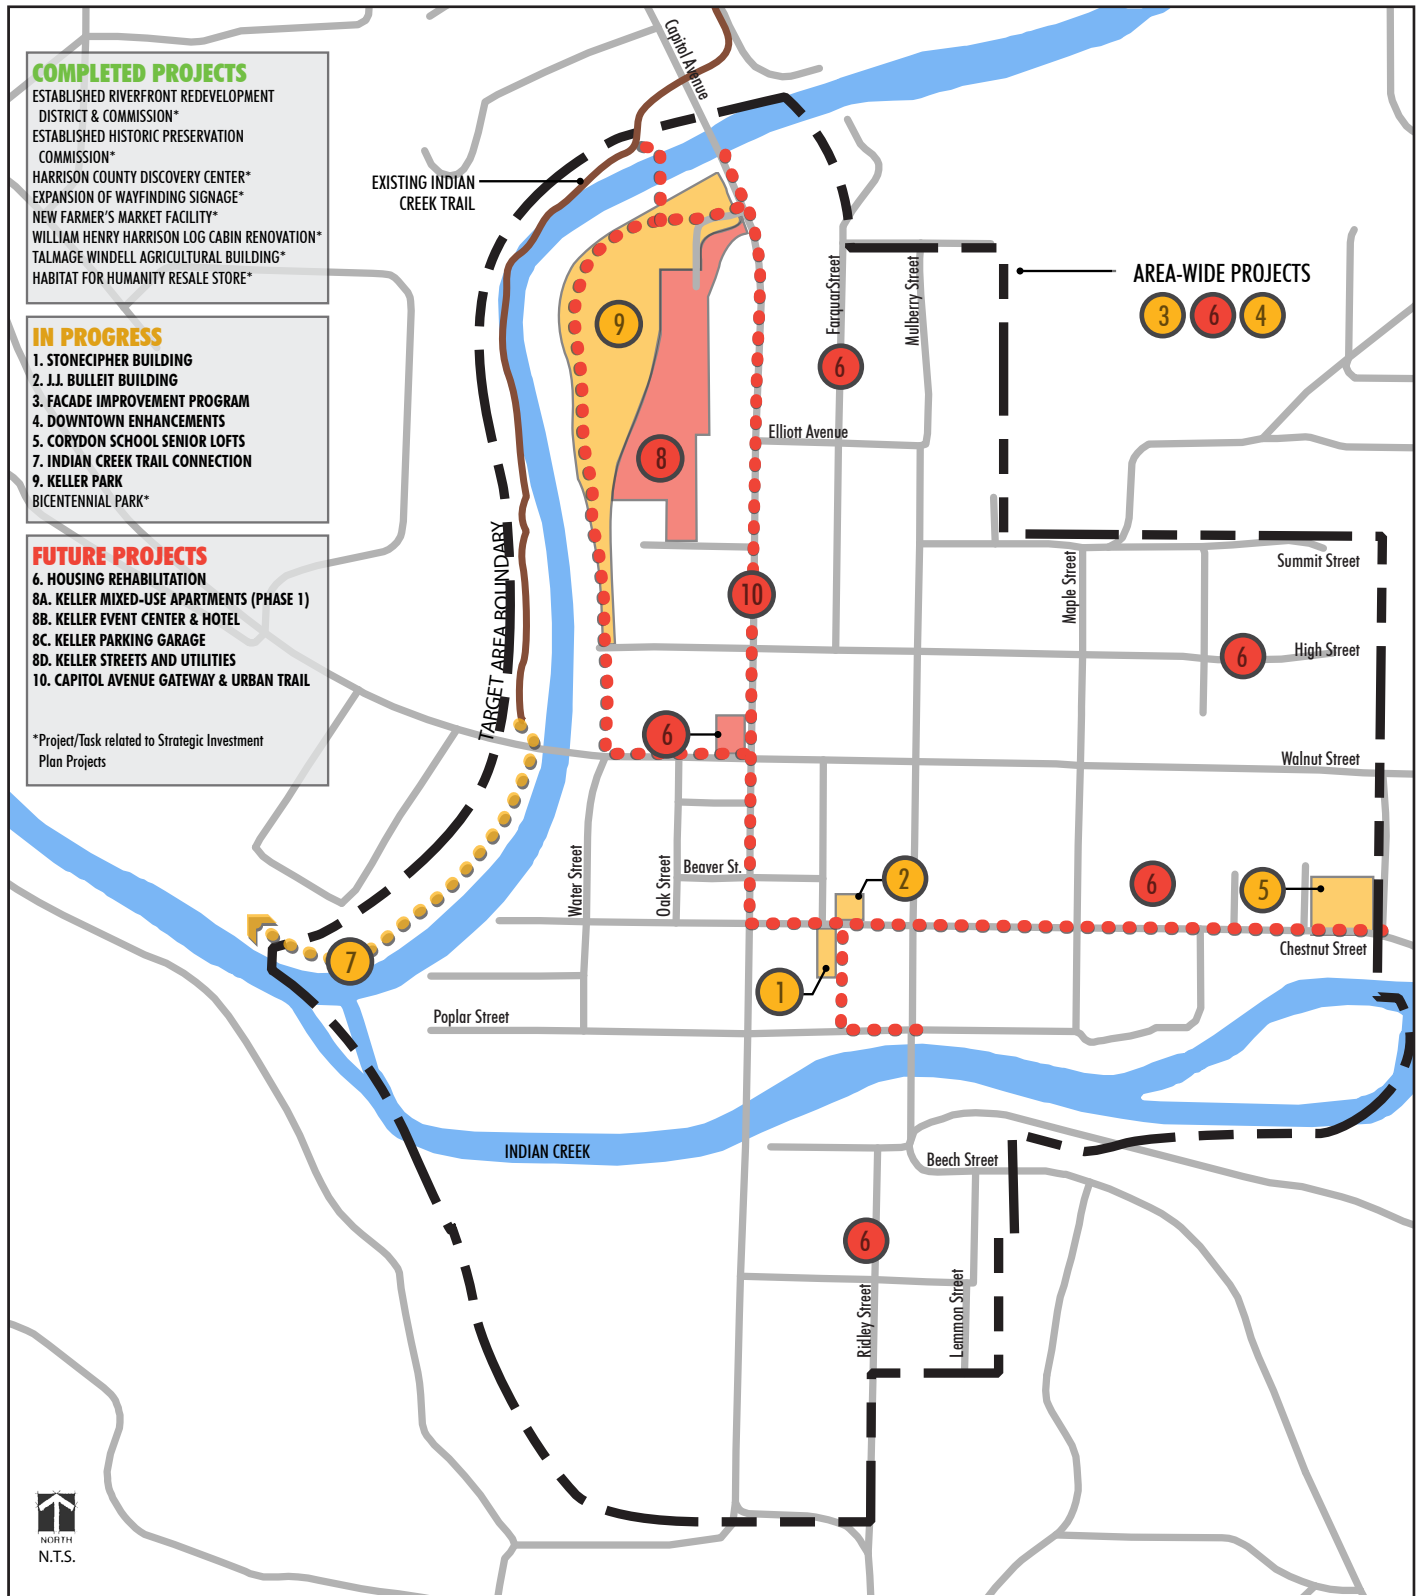 COMPLETED PROJECTS
ESTABLISHED RIVERFRONT REDEVELOPMENT
DISTRICT & COMMISSION*
ESTABLISHED HISTORIC PRESERVATION
COMMISSION*
HARRISON COUNTY DISCOVERY CENTER*
EXPANSION OF WAYFINDING SIGNAGE*
NEW FARMER'S MARKET FACILITY*
WILLIAM HENRY HARRISON LOG CABIN RENOVATION*
TALMAGE WINDELL AGRICULTURAL BUILDING*
HABITAT FOR HUMANITY RESALE STORE*
IN PROGRESS
1. STONECIPHER BUILDING
2. J.J. BULLEIT BUILDING
3. FACADE IMPROVEMENT PROGRAM
4. DOWNTOWN ENHANCEMENTS
5. CORYDON SCHOOL SENIOR LOFTS
7. INDIAN CREEK TRAIL CONNECTION
9. KELLER PARK
BICENTENNIAL PARK*
FUTURE PROJECTS
6. HOUSING REHABILITATION
8A. KELLER MIXED-USE APARTMENTS (PHASE 1)
8B. KELLER EVENT CENTER & HOTEL
8C. KELLER PARKING GARAGE
8D. KELLER STREETS AND UTILITIES
10. CAPITOL AVENUE GATEWAY & URBAN TRAIL
*Project/Task related to Strategic Investment
Plan Projects
Capitol Avenue
EXISTING INDIAN
CREEK TRAIL
AREA-WIDE PROJECTS
3
6
4
FarquarStreet
Mulberry Street
9
6
Elliott Avenue
8
TARGET AREA BOUNDARY
10
Summit Street
Maple Street
High Street
6
6
Walnut Street
Water Street
Oak Street
Beaver St.
2
6
5
Chestnut Street
7
1
Poplar Street
INDIAN CREEK
Beech Street
6
Ridley Street
Lemmon Street
NORTH
N.T.S.